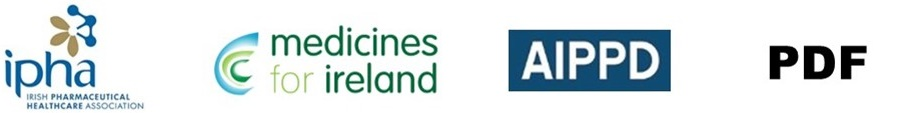 ipha
IRISH PHARMACEUTICAL
HEALTHCARE ASSOCIATION
medicines
for ireland
AIPPD
PDF